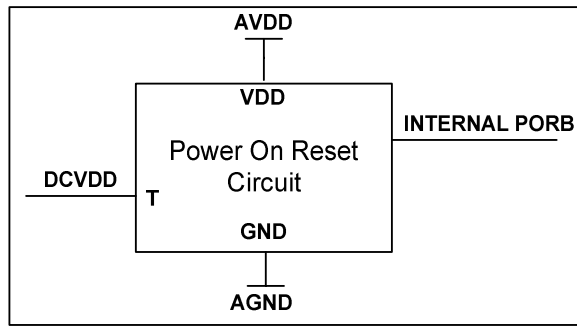 AVDD
VDD
INTERNAL PORB
Power On Reset
Circuit
DCVDD
T
GND
AGND